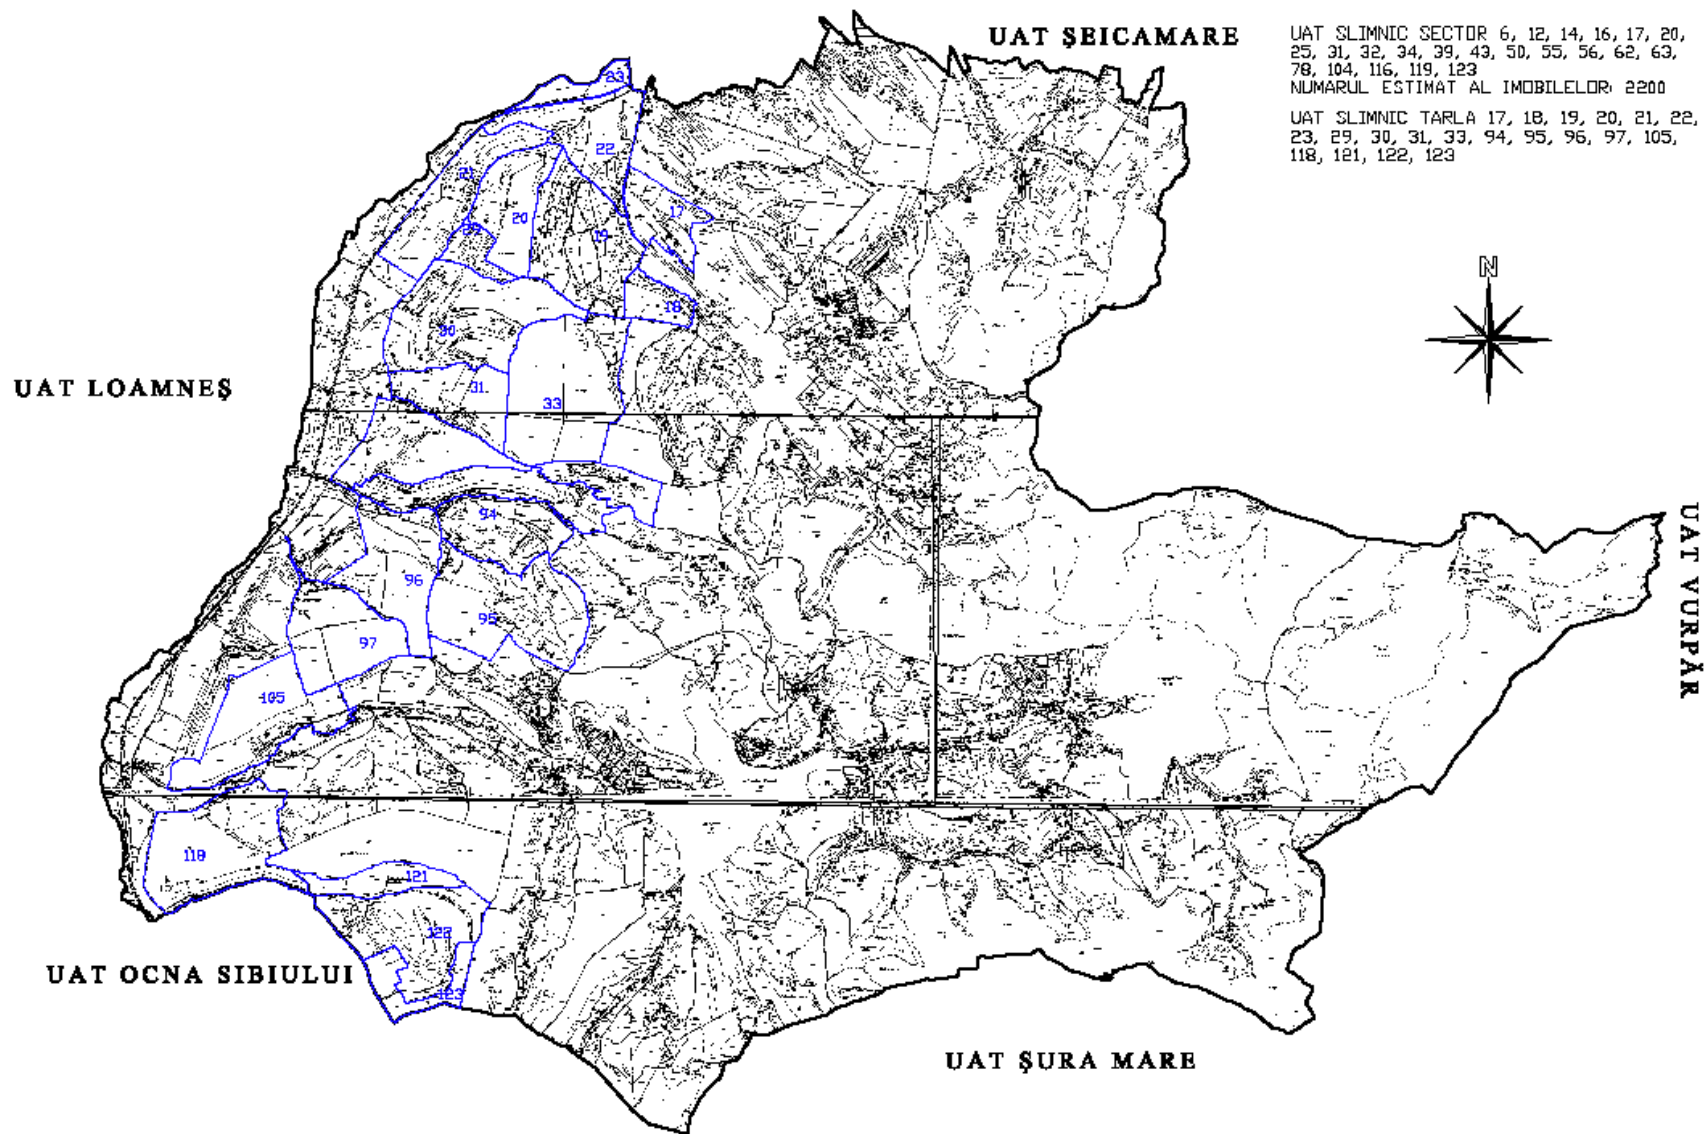 UAT ŞEICAMARE
UAT SLIMNIC SECTOR 6, 12, 14, 16, 17, 20,
25, 31, 32, 34, 39, 43, 50, 55, 56, 62, 63,
78, 104, 116, 119, 123
NUMARUL ESTIMAT AL IMOBILELOR: 2200
UAT SLIMNIC TARLA 17, 18, 19, 20, 21, 22,
23, 29, 30, 31, 33, 94, 95, 96, 97, 105,
118, 121, 122, 123
N
23
22
21
20
17
19
29
18
30
31
33
UAT LOAMNEŞ
94
96
95
97
105
UAT VURPĂR
118
121
122
123
UAT OCNA SIBIULUI
UAT ŞURA MARE